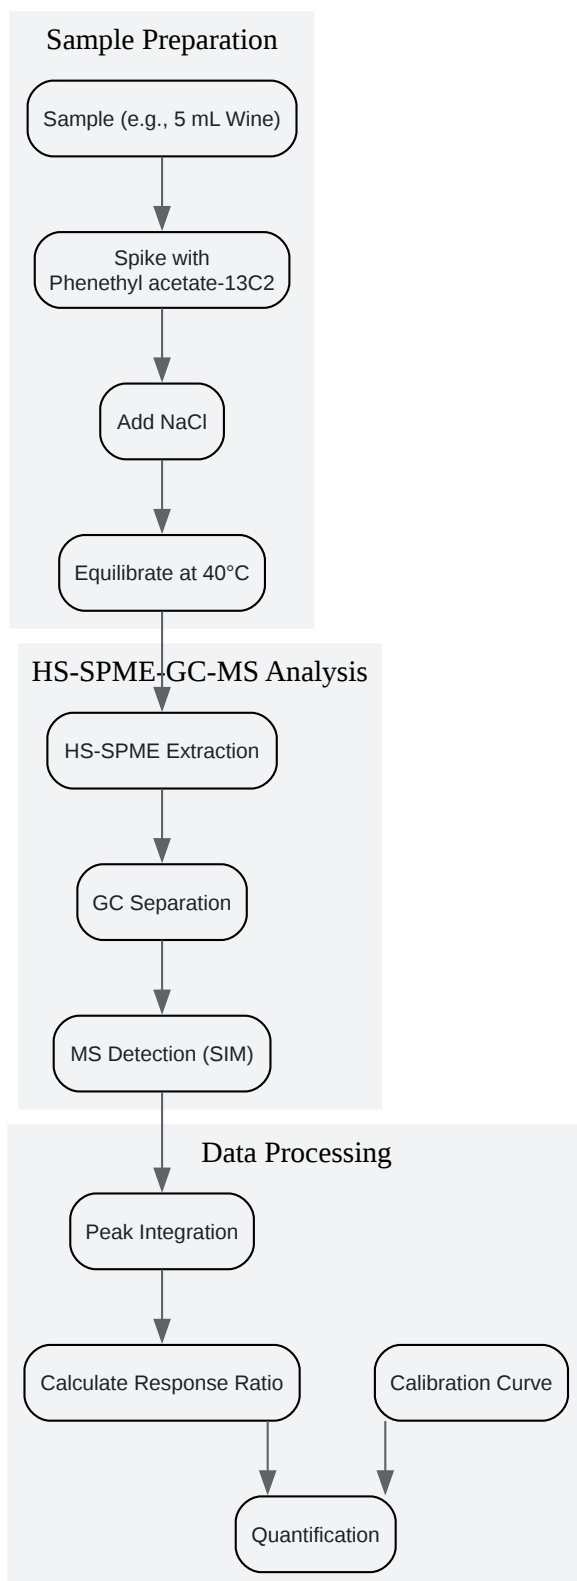 Sample Preparation
Sample (e.g., 5 mL Wine)
Spike with
Phenethyl acetate-13C2
Add NaCl
Equilibrate at 40°C
HS-SPME-GC-MS Analysis
HS-SPME Extraction
GC Separation
MS Detection (SIM)
Data Processing
Peak Integration
Calculate Response Ratio
Calibration Curve
Quantification